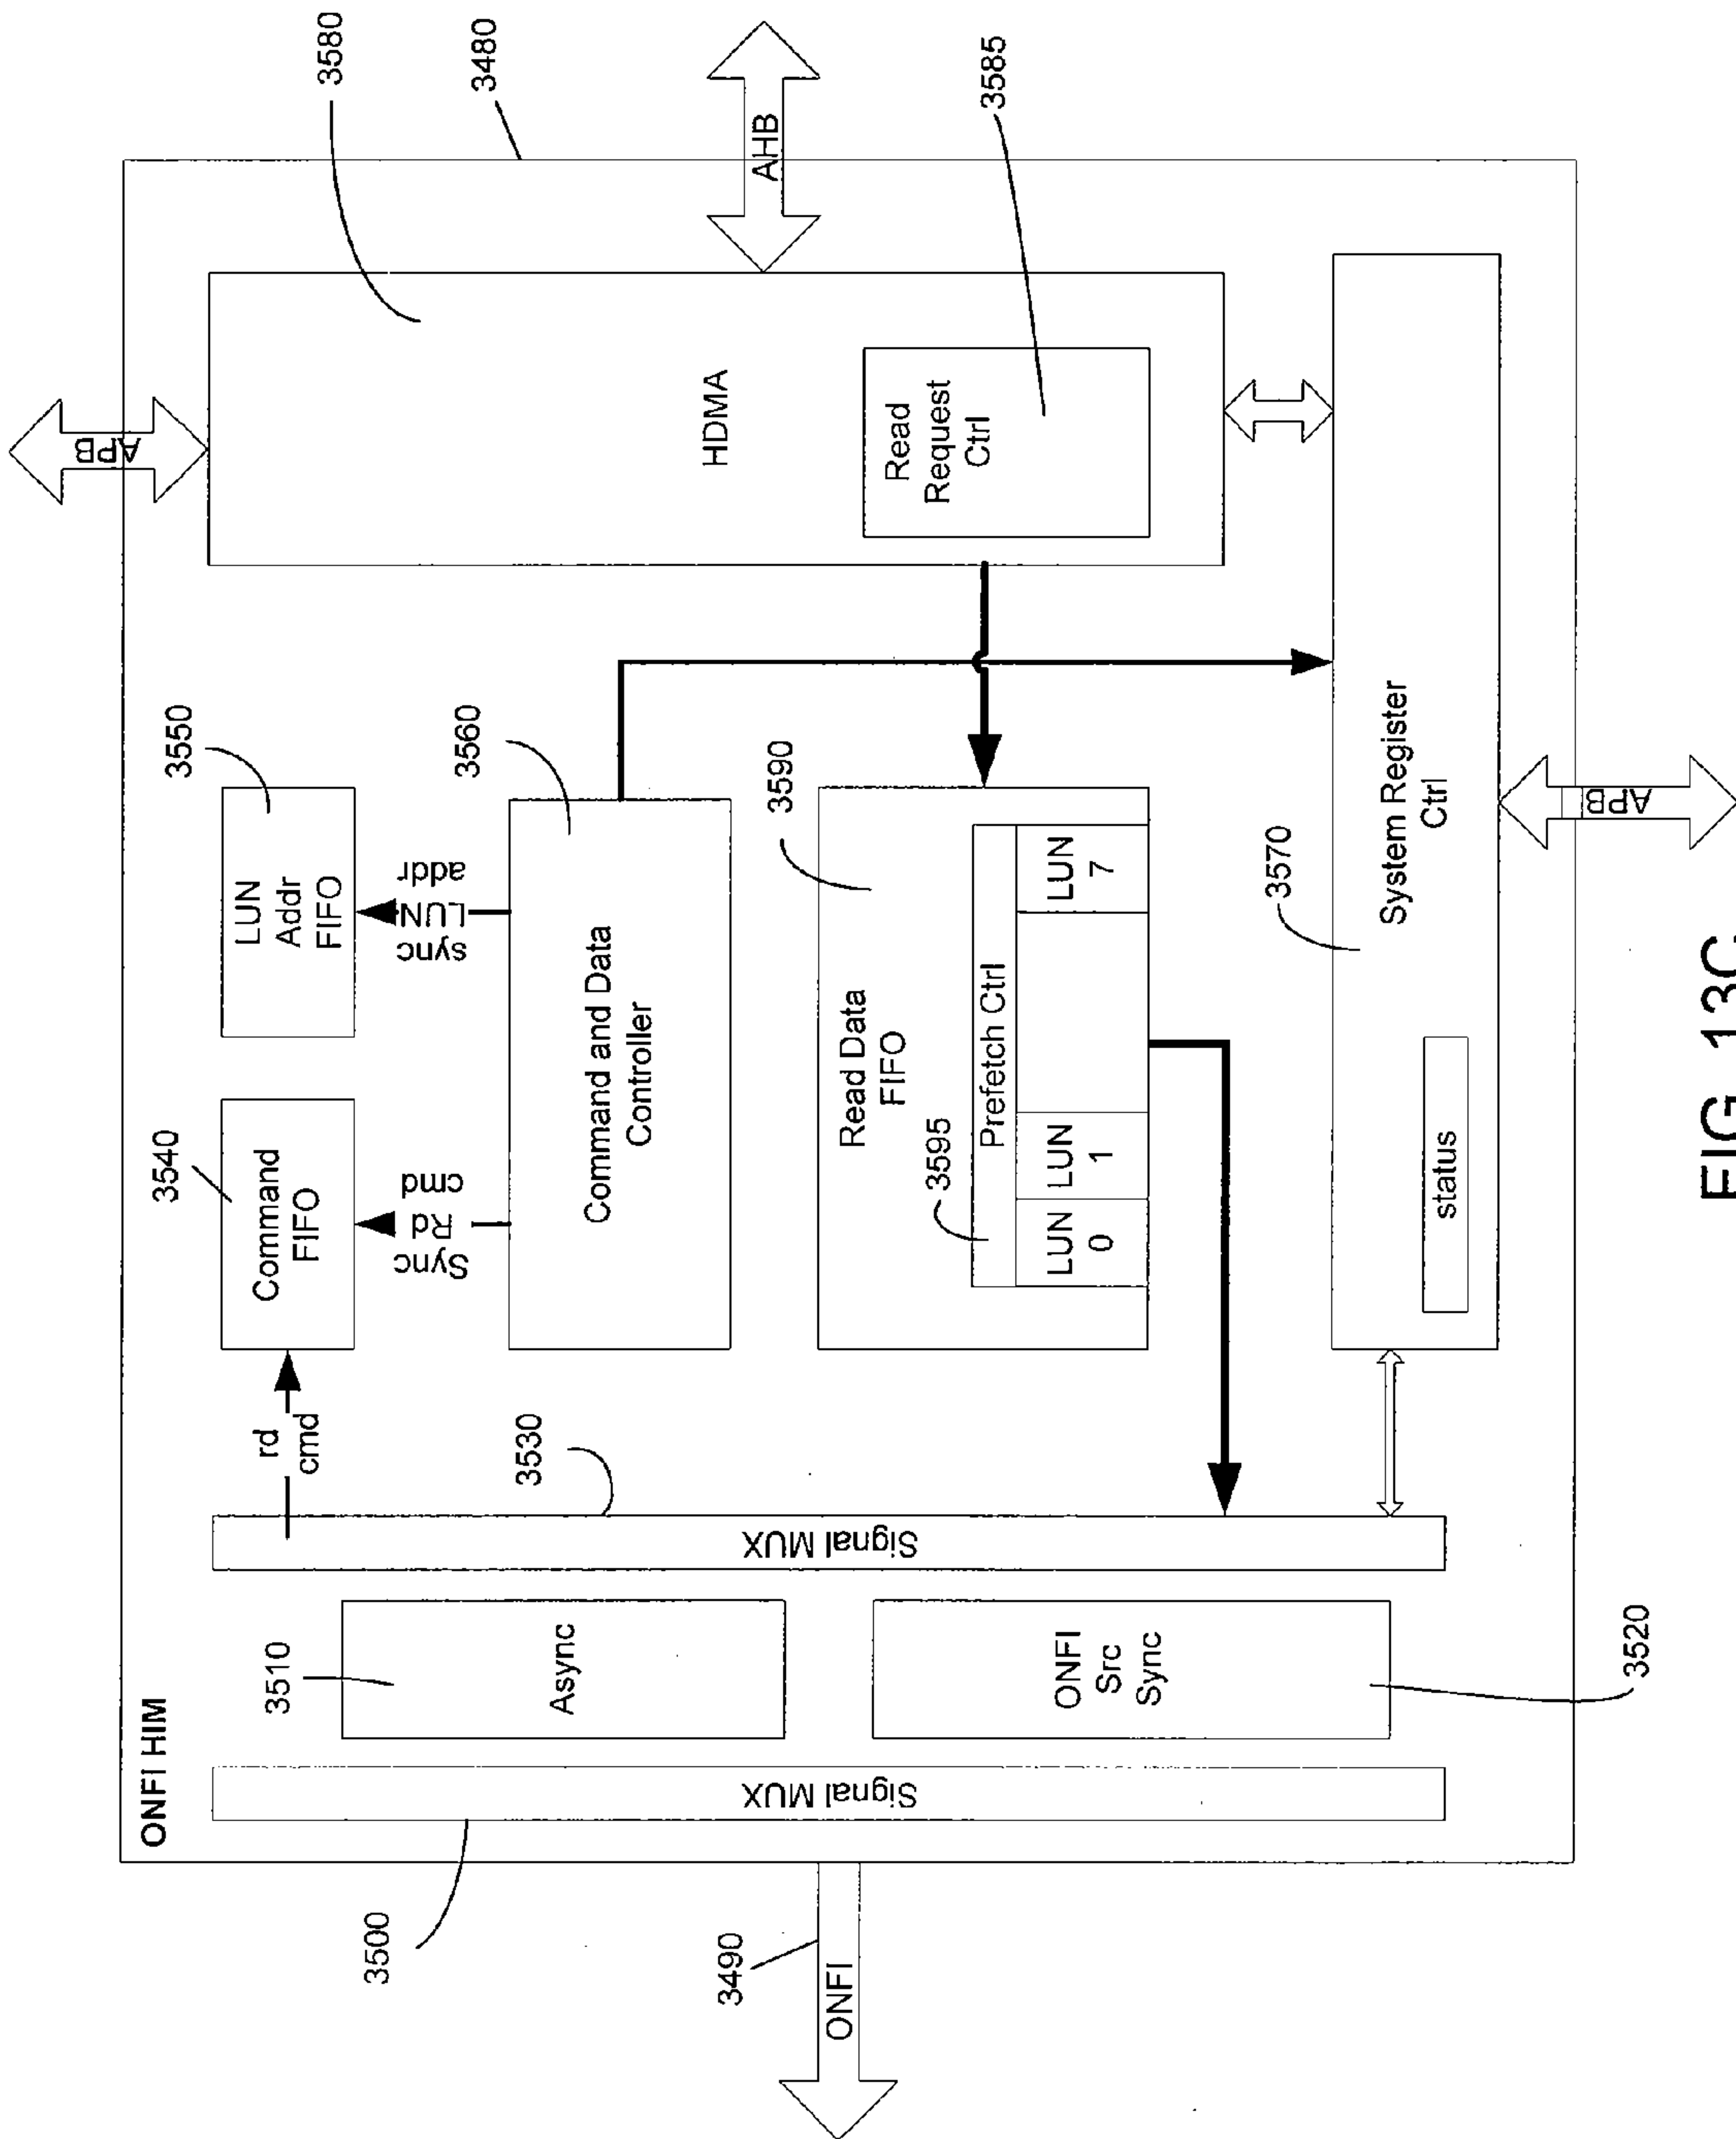 ONFI HIM
3580
3480
APB
3550
3540
3560
LUN
Addr
FIFO
Command
FIFO
rd
cmd
3530
sync
LUN
addr
Sync
Rd
cmd
Command and Data
Controller
HDMA
AHB
3585
Read
Request
Ctrl
3510
Async
Signal MUX
Signal MUX
3500
3490
ONFI
3590
Read Data
FIFO
3595
Prefetch Ctrl
LUN
0
LUN
1
LUN
7
ONFI
Src
Sync
3520
3570
System Register
Ctrl
status
APB
FIG. 13C